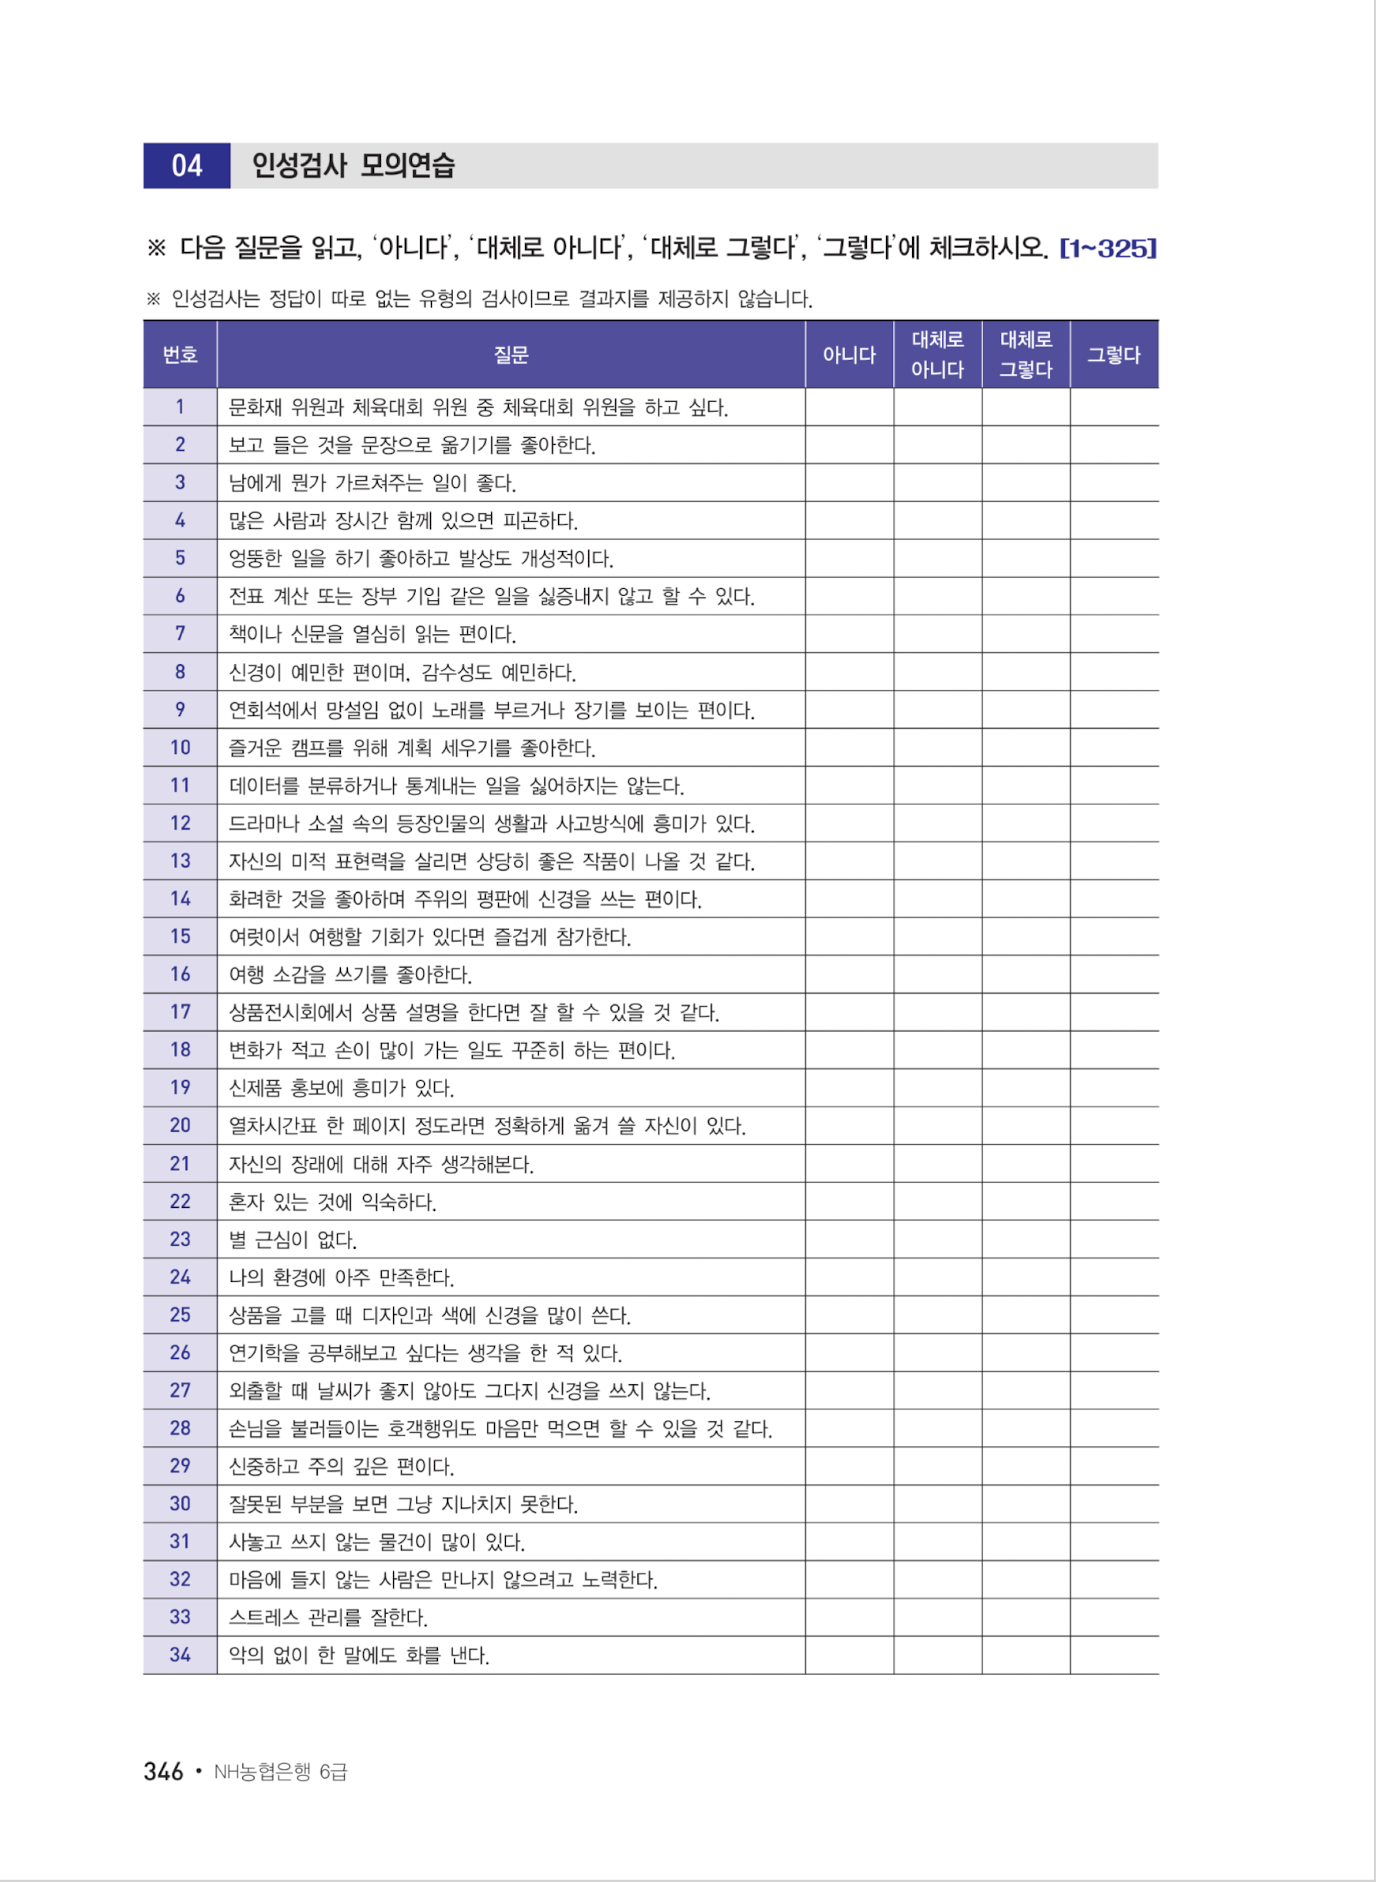 04 인성검사 모의연습
※ 다음 질문을 읽고, ‘아니다’, ‘대체로 아니다’, ‘대체로 그렇다’, ‘그렇다’에 체크하시오. [1~325]
※ 인성검사는 정답이 따로 없는 유형의 검사이므로 결과지를 제공하지 않습니다.
번호 질문 아니다 대체로 아니다 대체로 그렇다 그렇다
1 문화재 위원과 체육대회 위원 중 체육대회 위원을 하고 싶다.
2 보고 들은 것을 문장으로 옮기기를 좋아한다.
3 남에게 뭔가 가르쳐주는 일이 좋다.
4 많은 사람과 장시간 함께 있으면 피곤하다.
5 엉뚱한 일을 하기 좋아하고 발상도 개성적이다.
6 전표 계산 또는 장부 기입 같은 일을 싫증내지 않고 할 수 있다.
7 책이나 신문을 열심히 읽는 편이다.
8 신경이 예민한 편이며, 감수성도 예민하다.
9 연회석에서 망설임 없이 노래를 부르거나 장기를 보이는 편이다.
10 즐거운 캠프를 위해 계획 세우기를 좋아한다.
11 데이터를 분류하거나 통계내는 일을 싫어하지는 않는다.
12 드라마나 소설 속의 등장인물의 생활과 사고방식에 흥미가 있다.
13 자신의 미적 표현력을 살리면 상당히 좋은 작품이 나올 것 같다.
14 화려한 것을 좋아하며 주위의 평판에 신경을 쓰는 편이다.
15 여럿이서 여행할 기회가 있다면 즐겁게 참가한다.
16 여행 소감을 쓰기를 좋아한다.
17 상품전시회에서 상품 설명을 한다면 잘 할 수 있을 것 같다.
18 변화가 적고 손이 많이 가는 일도 꾸준히 하는 편이다.
19 신제품 홍보에 흥미가 있다.
20 열차시간표 한 페이지 정도라면 정확하게 옮겨 쓸 자신이 있다.
21 자신의 장래에 대해 자주 생각해본다.
22 혼자 있는 것에 익숙하다.
23 별 근심이 없다.
24 나의 환경에 아주 만족한다.
25 상품을 고를 때 디자인과 색에 신경을 많이 쓴다.
26 연기학을 공부해보고 싶다는 생각을 한 적 있다.
27 외출할 때 날씨가 좋지 않아도 그다지 신경을 쓰지 않는다.
28 손님을 불러들이는 호객행위도 마음만 먹으면 할 수 있을 것 같다.
29 신중하고 주의 깊은 편이다.
30 잘못된 부분을 보면 그냥 지나치지 못한다.
31 사놓고 쓰지 않는 물건이 많이 있다.
32 마음에 들지 않는 사람은 만나지 않으려고 노력한다.
33 스트레스 관리를 잘한다.
34 악의 없이 한 말에도 화를 낸다.
346 • NH농협은행 6급